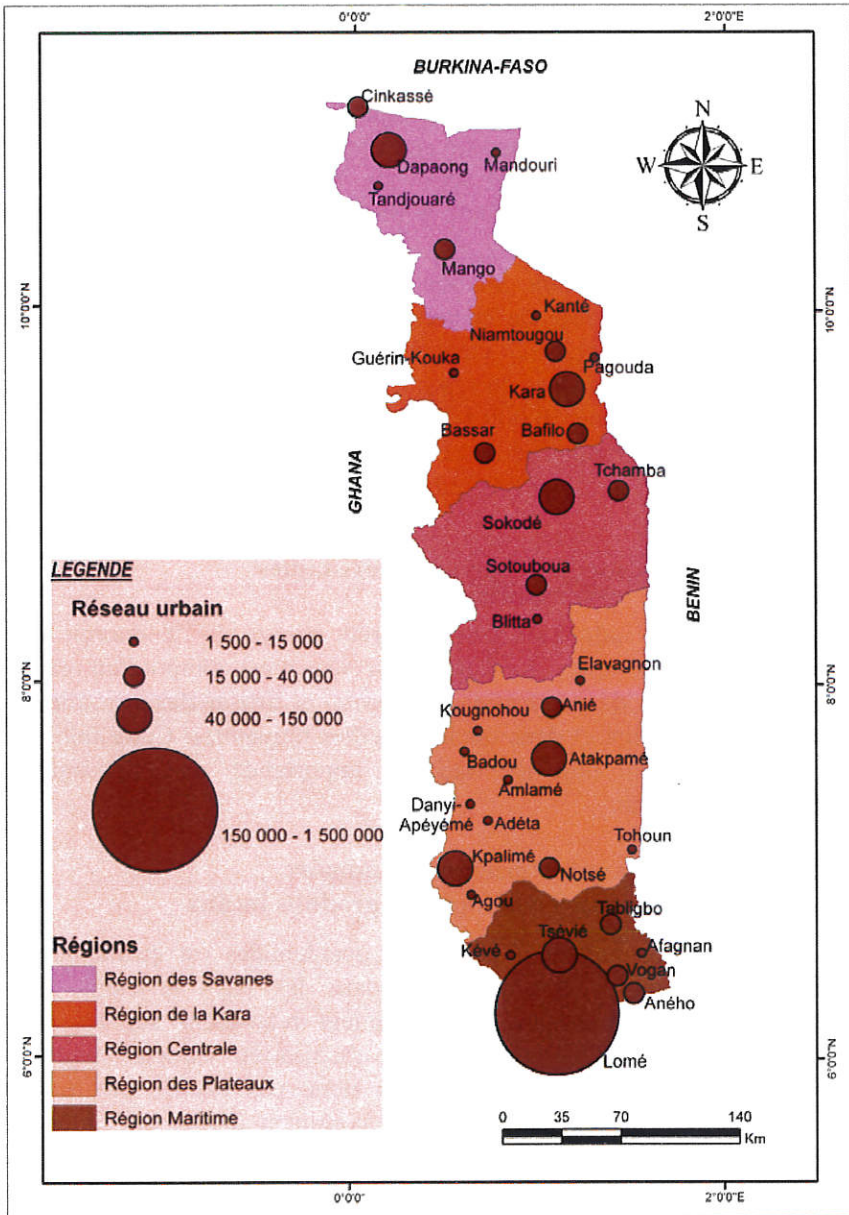 0°0'0"
2°0'0"E
BURKINA-FASO
Cinkassé
N
W
E
S
Dapaong
Mandouri
Tandjouaré
Mango
10°0'0"N
10°0'0"N
Kanté
Niamtougou
Guérin-Kouka
Pagouda
Kara
Bassar
Bafilo
GHANA
Tchamba
Sokodé
LEGENDE
Sotouboua
Réseau urbain
BENIN
1 500 - 15 000
Blitta
15 000 - 40 000
Elavagnon
8°0'0"N
8°0'0"N
40 000 - 150 000
Kougnohou
Anié
Badou
Atakpamé
Amlamé
Danyi-
Apéyémé
Adéta
150 000 - 1 500 000
Tohoun
Kpalimé
Notsé
Agou
Tabligbo
Régions
Tsévié
Kévé
Afagnan
Région des Savanes
Vogan
Aného
Région de la Kara
Région Centrale
Lomé
6°0'0"N
6°0'0"N
Région des Plateaux
Région Maritime
0 35 70 140
Km
0°0'0"
2°0'0"E